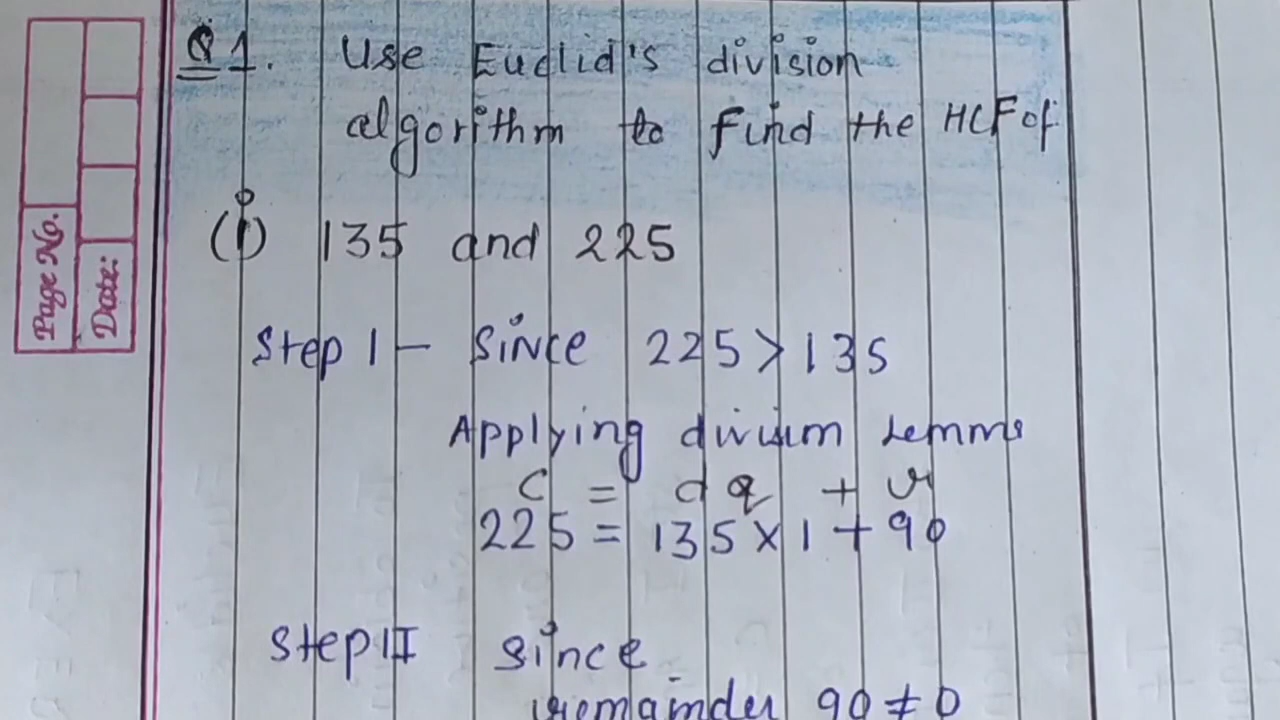 Page No.
Date:
Q1. Use Euclid's division
algorithm to find the HCF of
(i) 135 and 225
Step I - Since 225 > 135
Applying division Lemma
c = dq + r
225 = 135 × 1 + 90
Step II Since
remainder 90 ≠ 0